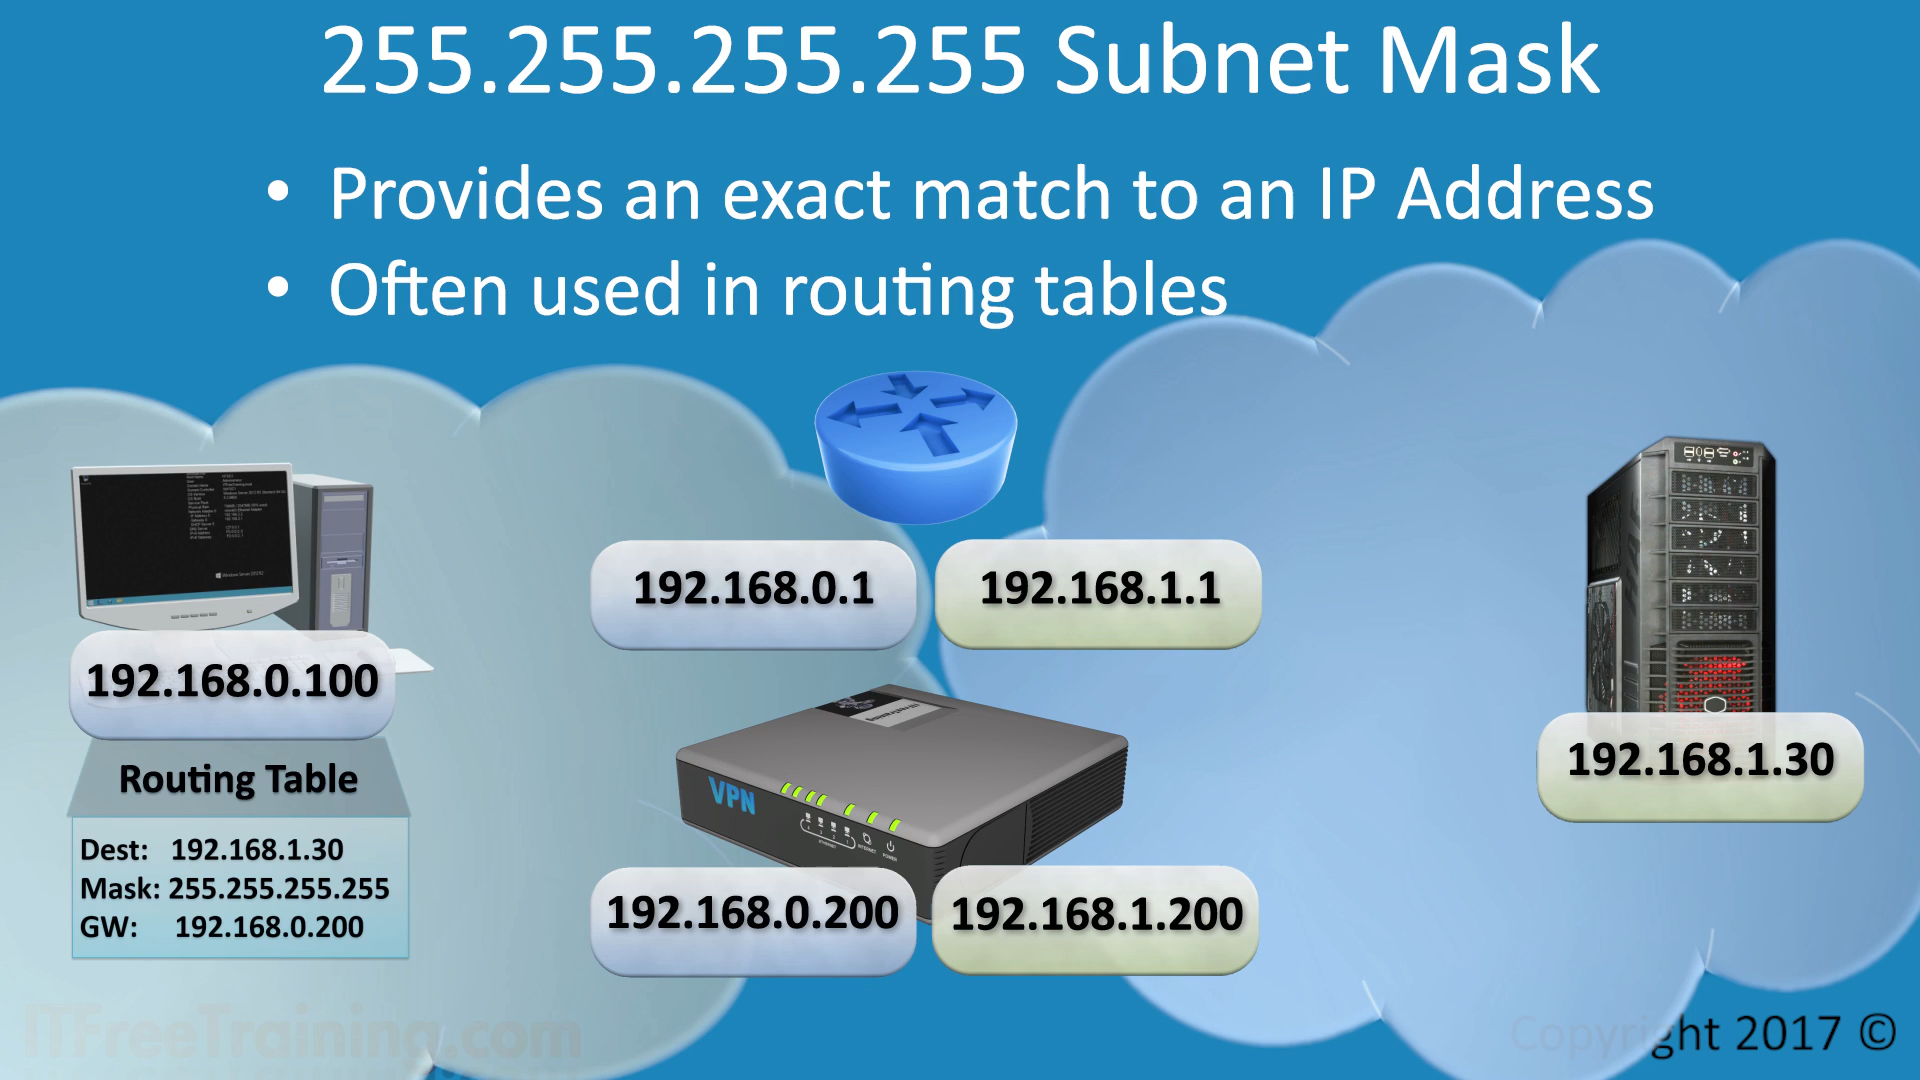 255.255.255.255 Subnet Mask
• Provides an exact match to an IP Address
• Often used in routing tables
192.168.0.1
192.168.1.1
192.168.0.100
Routing Table
Dest: 192.168.1.30
Mask: 255.255.255.255
GW: 192.168.0.200
VPN
ETHERNET
INTERNET
POWER
192.168.0.200
192.168.1.200
192.168.1.30
ITFreeTraining.com
Copyright 2017 ©